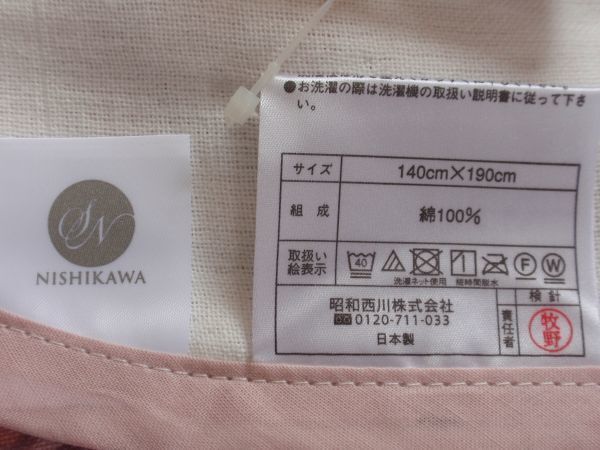 ●お洗濯の際は洗濯機の取扱い説明書に従って下さ
い。
サイズ 140cm×190cm
組成 綿100%
取扱い
絵表示
40 F W
洗濯ネット使用 短時間脱水
昭和西川株式会社
0120-711-033
日本製
検針
責任者
牧野
SN
NISHIKAWA